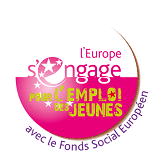 l'Europe
s'engage
POUR L'EMPLOI
DES JEUNES
avec le Fonds Social Européen